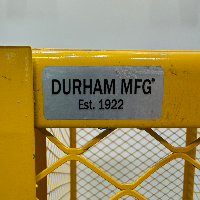 DURHAM MFG®
Est. 1922